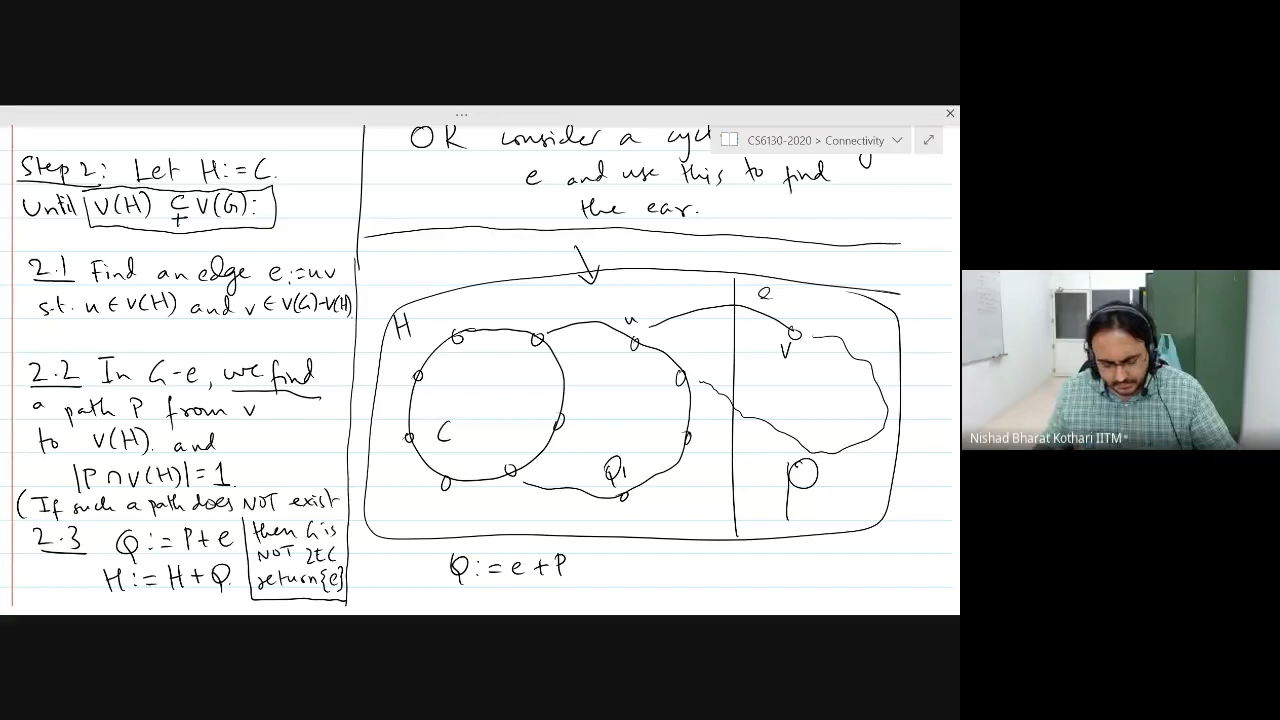 Step 2: Let H := C.
Until V(H) ⊊ V(G):
2.1 Find an edge e := uv
s.t. u ∈ V(H) and v ∈ V(G)-V(H)
2.2 In G-e, we find
a path P from v
to V(H). and
|P ∩ V(H)| = 1.
(If such a path does NOT exist
then G is
NOT 2EC
return {e}
2.3 Q := P + e
H := H + Q.
OK consider a cyc
e and use this to find
the ear.
CS6130-2020 > Connectivity
H
C
u
e
v
Q1
P
Q := e + P
Nishad Bharat Kothari IITM